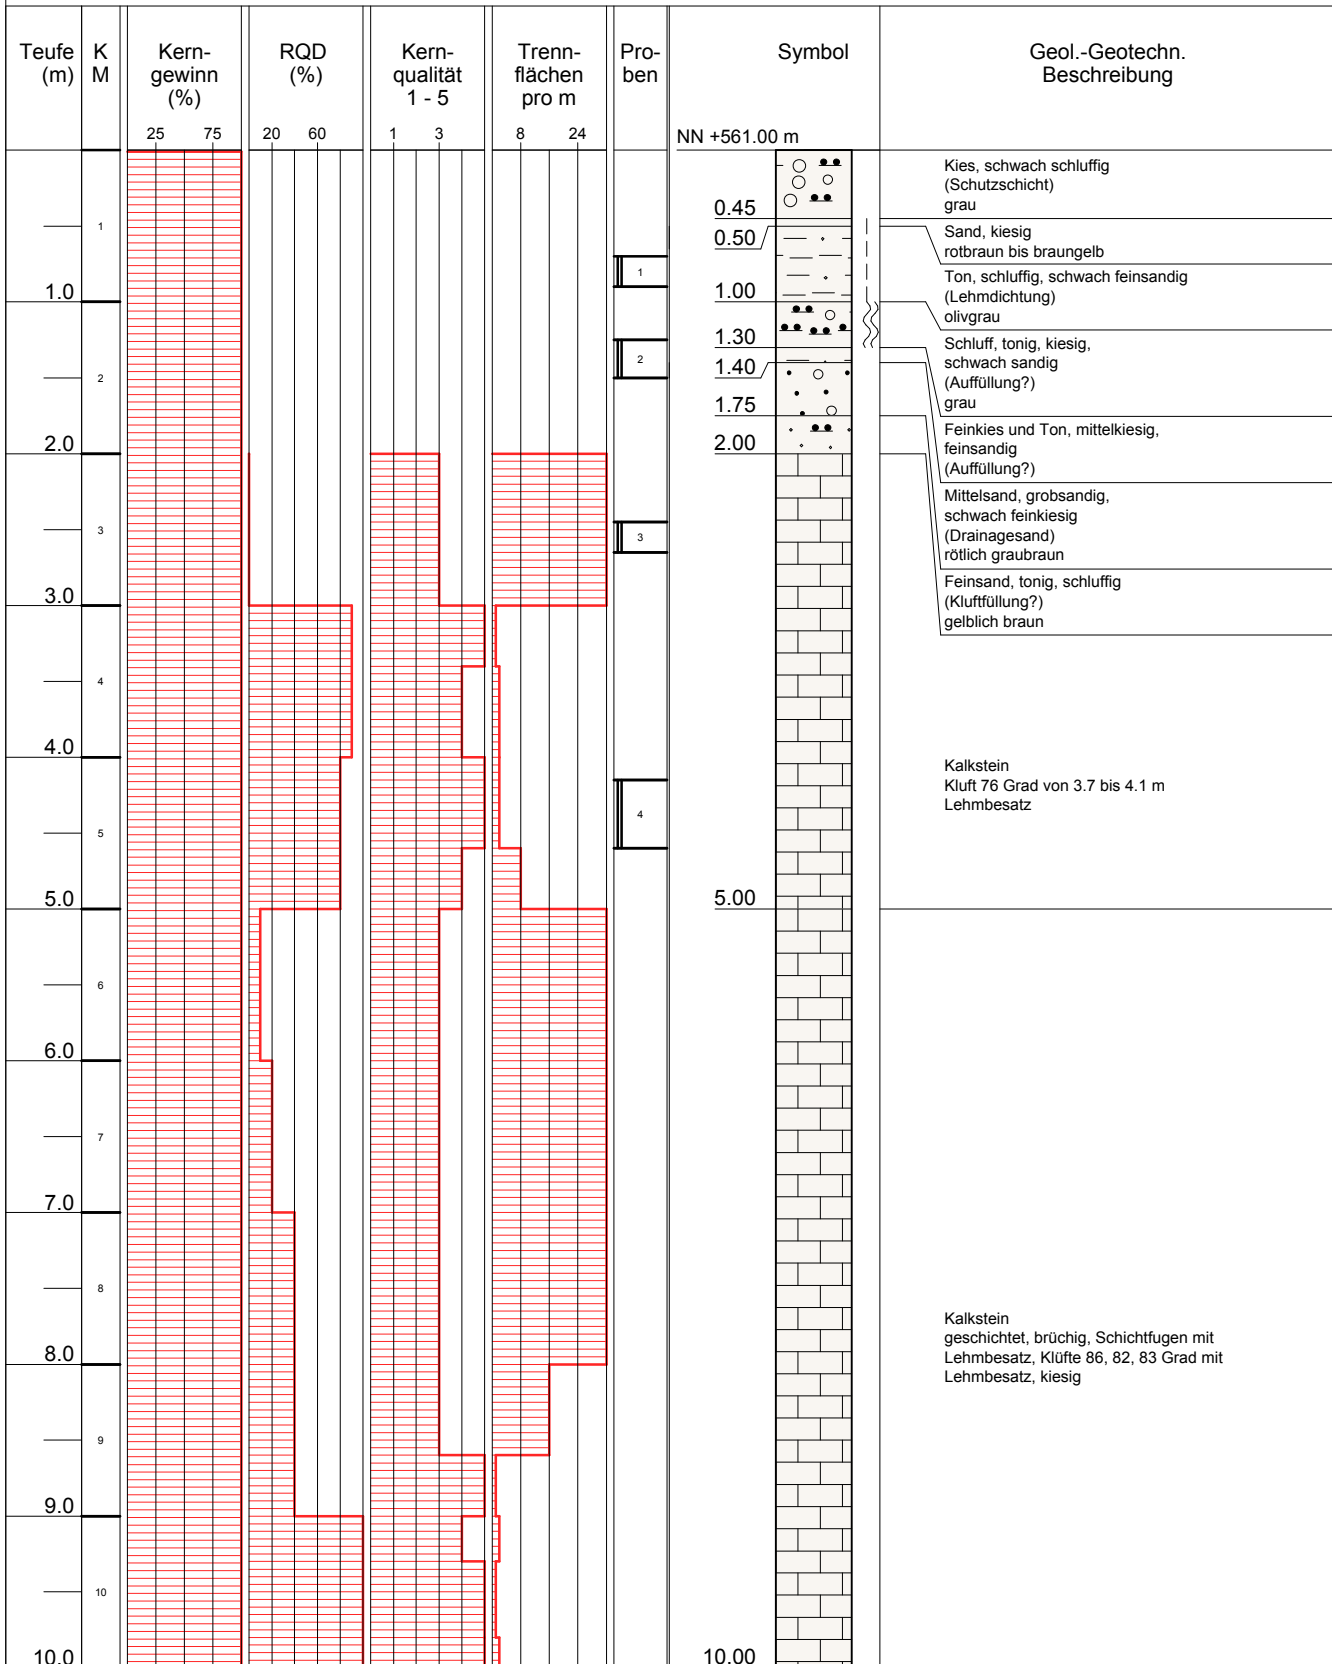 Teufe
(m)
K
M
Kern-
gewinn
(%)
RQD
(%)
Kern-
qualität
1 - 5
Trenn-
flächen
pro m
Pro-
ben
Symbol
Geol.-Geotechn.
Beschreibung
25 75
20 60
1 3
8 24
NN +561.00 m
Kies, schwach schluffig
(Schutzschicht)
grau
0.45
1
0.50
Sand, kiesig
rotbraun bis braungelb
1
1.0
1.00
Ton, schluffig, schwach feinsandig
(Lehmdichtung)
olivgrau
1.30
2
1.40
Schluff, tonig, kiesig,
schwach sandig
(Auffüllung?)
grau
2
1.75
2.0
2.00
Feinkies und Ton, mittelkiesig,
feinsandig
(Auffüllung?)
Mittelsand, grobsandig,
schwach feinkiesig
(Drainagesand)
rötlich graubraun
3
3
3.0
Feinsand, tonig, schluffig
(Kluftfüllung?)
gelblich braun
4
4.0
Kalkstein
Kluft 76 Grad von 3.7 bis 4.1 m
Lehmbesatz
4
5
5.0
5.00
6
6.0
7
7.0
8
8.0
Kalkstein
geschichtet, brüchig, Schichtfugen mit
Lehmbesatz, Klüfte 86, 82, 83 Grad mit
Lehmbesatz, kiesig
9
9.0
10
10.0
10.00